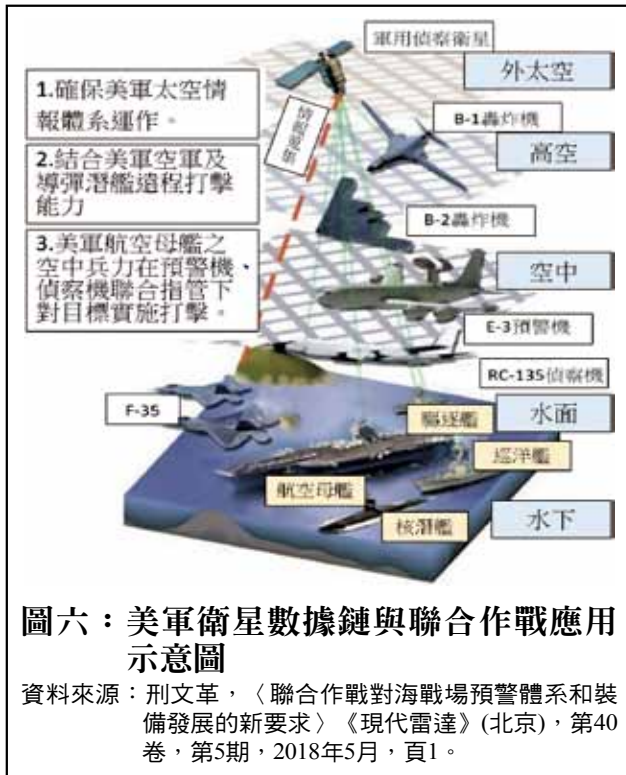 軍用偵察衛星
外太空
1.確保美軍太空情
報體系運作。
情報蒐集
B-1轟炸機
高空
2.結合美軍空軍及
導彈潛艦遠程打擊
能力
B-2轟炸機
3.美軍航空母艦之
空中兵力在預警機、
偵察機聯合指管下
對目標實施打擊。
空中
E-3預警機
RC-135偵察機
F-35
驅逐艦
水面
巡洋艦
航空母艦
核潛艦
水下
圖六：美軍衛星數據鏈與聯合作戰應用
示意圖
資料來源：刑文革，〈聯合作戰對海戰場預警體系和裝
備發展的新要求〉《現代雷達》(北京)，第40
卷，第5期，2018年5月，頁1。